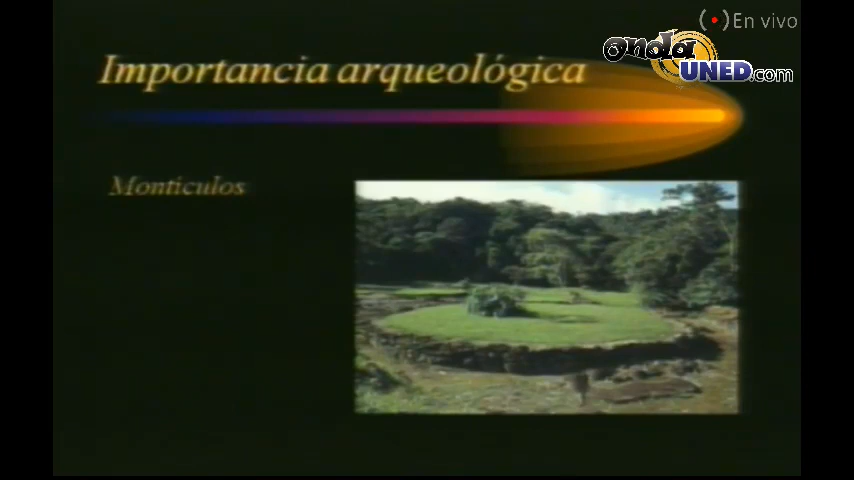 (•) En vivo
onda
UNED.com
Importancia arqueológica
Montículos